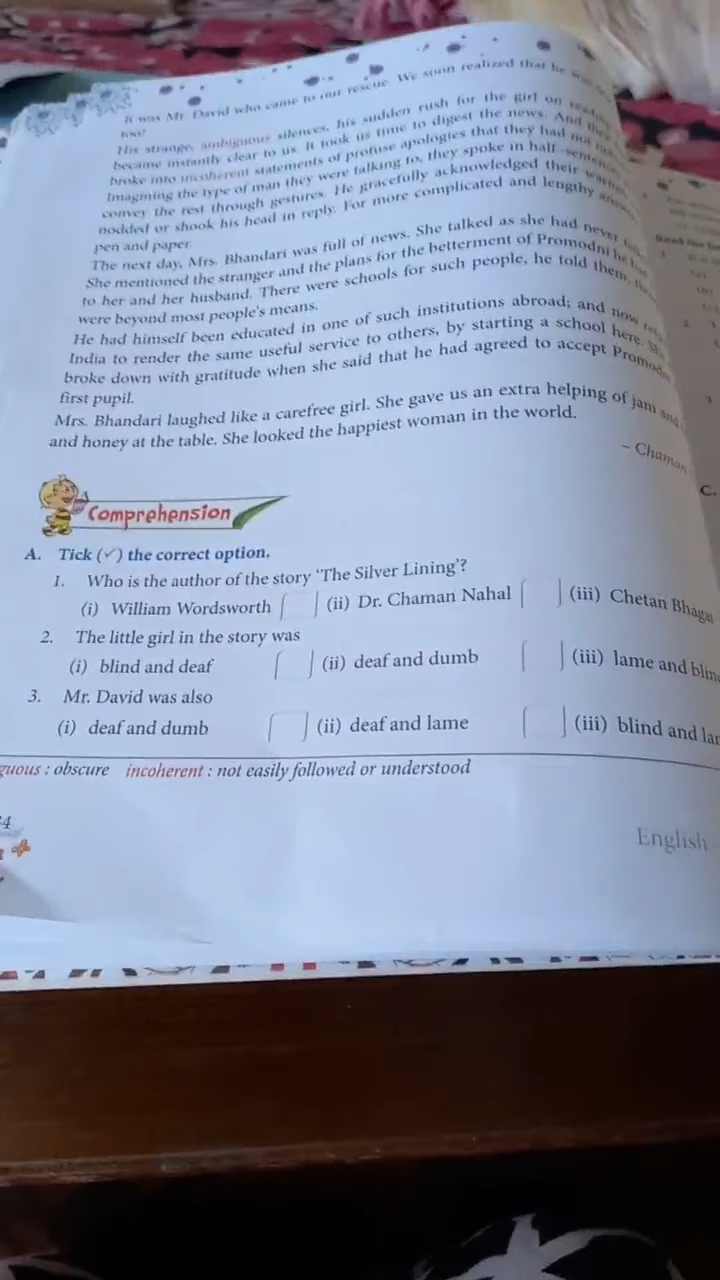 It was Mr. David who came to our rescue. We soon realized that he was
too!
His strange, ambiguous silences, his sudden rush for the girl on
became instantly clear to us. It took us time to digest the news. And they
broke into incoherent statements of profuse apologies that they had not
Imagining the type of man they were talking to, they spoke in half-sentences
convey the rest through gestures. He gracefully acknowledged their
nodded or shook his head in reply. For more complicated and lengthy
pen and paper.
The next day, Mrs. Bhandari was full of news. She talked as she had never
She mentioned the stranger and the plans for the betterment of Promodni he
to her and her husband. There were schools for such people, he told them,
were beyond most people's means.
He had himself been educated in one of such institutions abroad; and now
India to render the same useful service to others, by starting a school here.
broke down with gratitude when she said that he had agreed to accept
first pupil.
Mrs. Bhandari laughed like a carefree girl. She gave us an extra helping of jam and
and honey at the table. She looked the happiest woman in the world.
– Chaman
C.
Comprehension
A. Tick (✓) the correct option.
1. Who is the author of the story ‘The Silver Lining’?
(i) William Wordsworth (ii) Dr. Chaman Nahal (iii) Chetan
2. The little girl in the story was
(i) blind and deaf (ii) deaf and dumb (iii) lame and
3. Mr. David was also
(i) deaf and dumb (ii) deaf and lame (iii) blind and
guous : obscure incoherent : not easily followed or understood
4
English